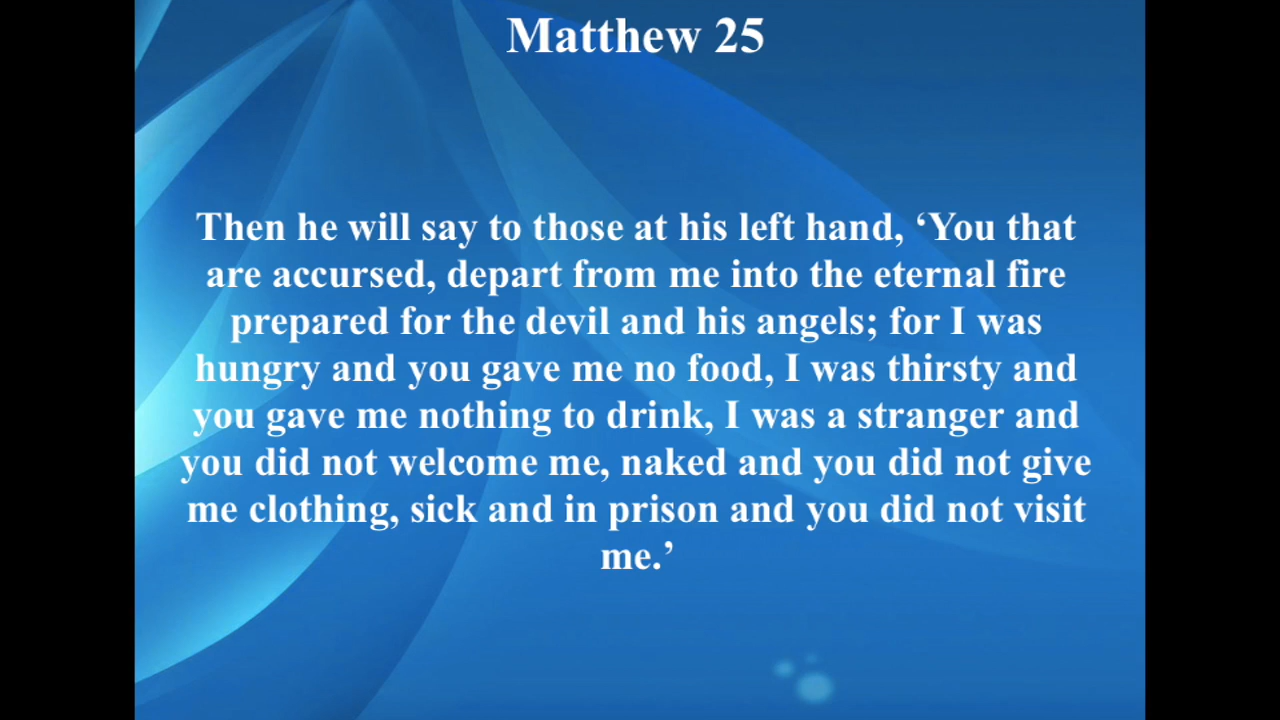 Matthew 25
Then he will say to those at his left hand, ‘You that
are accursed, depart from me into the eternal fire
prepared for the devil and his angels; for I was
hungry and you gave me no food, I was thirsty and
you gave me nothing to drink, I was a stranger and
you did not welcome me, naked and you did not give
me clothing, sick and in prison and you did not visit
me.’